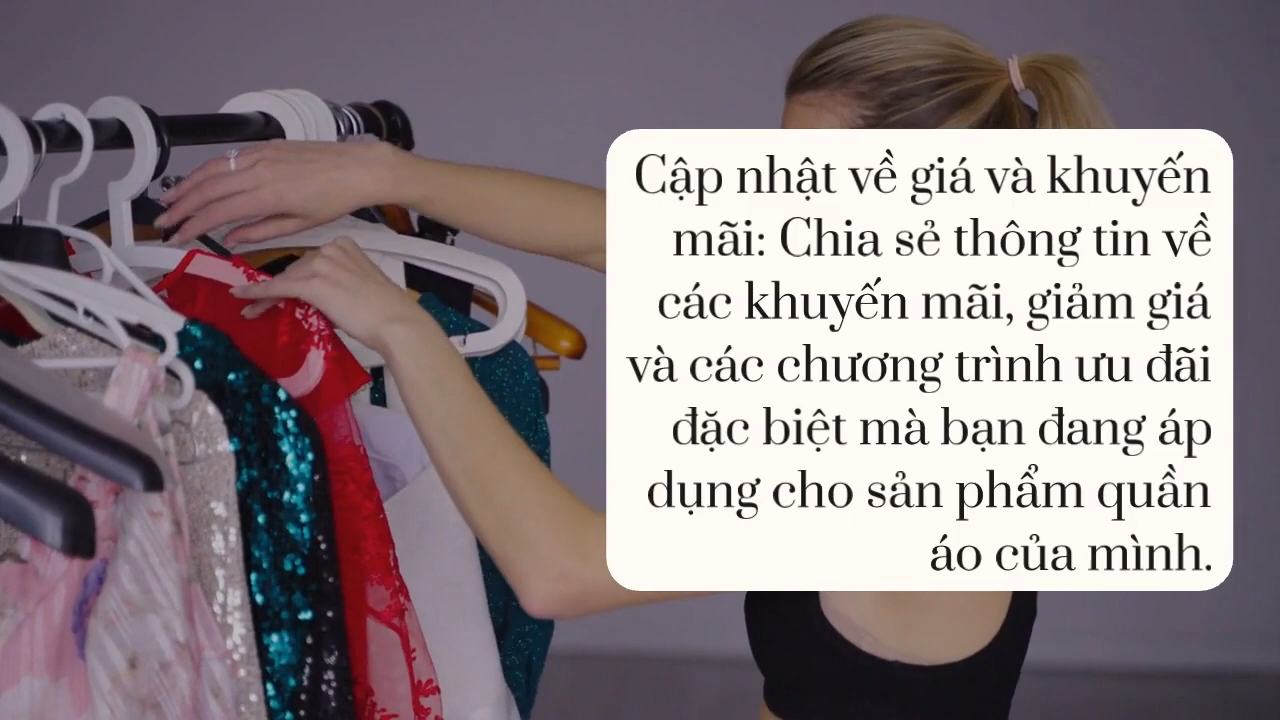 Cập nhật về giá và khuyến
mãi: Chia sẻ thông tin về
các khuyến mãi, giảm giá
và các chương trình ưu đãi
đặc biệt mà bạn đang áp
dụng cho sản phẩm quần
áo của mình.